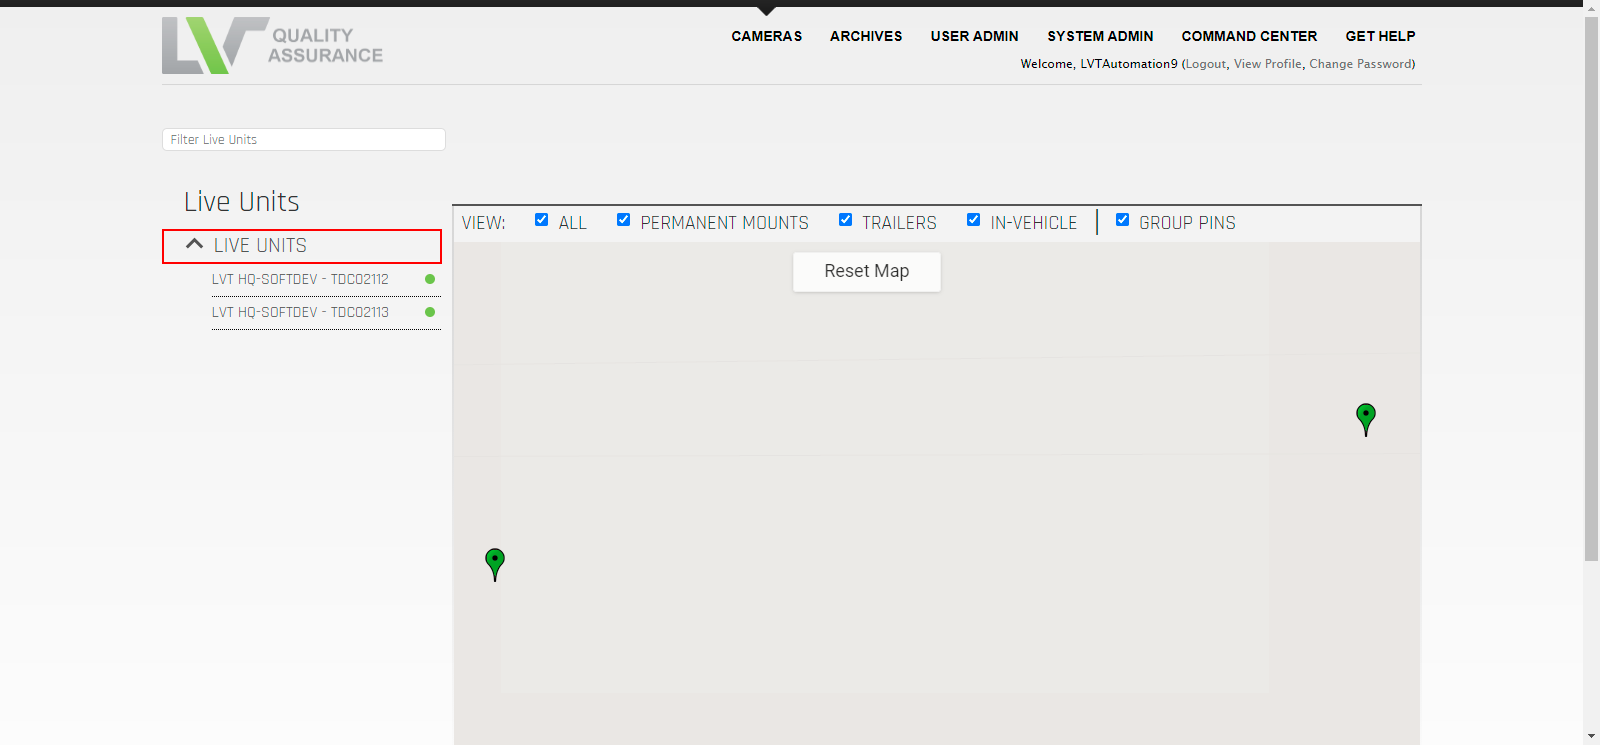 LVT QUALITY ASSURANCE
CAMERAS ARCHIVES USER ADMIN SYSTEM ADMIN COMMAND CENTER GET HELP
Welcome, LVTAutomation9 (Logout, View Profile, Change Password)
Filter Live Units
Live Units
LIVE UNITS
LVT HQ-SOFTDEV - TDC02112
LVT HQ-SOFTDEV - TDC02113
VIEW: ALL PERMANENT MOUNTS TRAILERS IN-VEHICLE GROUP PINS
Reset Map